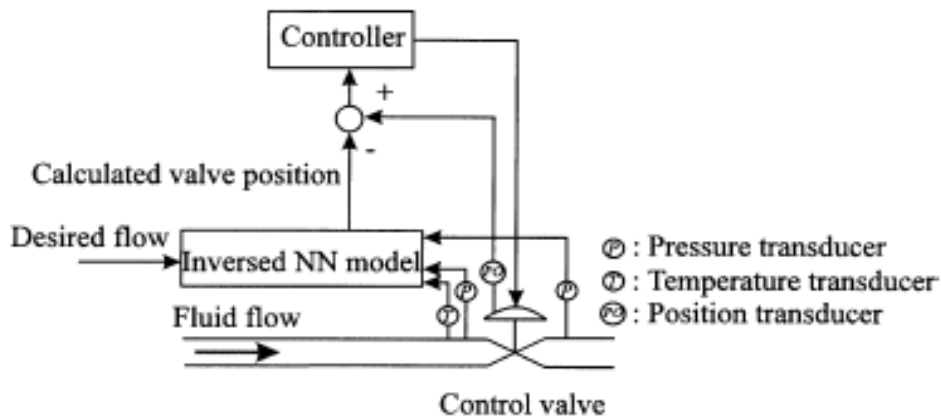 Controller
+
-
Calculated valve position
Desired flow
Inversed NN model
P : Pressure transducer
T : Temperature transducer
PO : Position transducer
PO
P
P
T
Fluid flow
Control valve